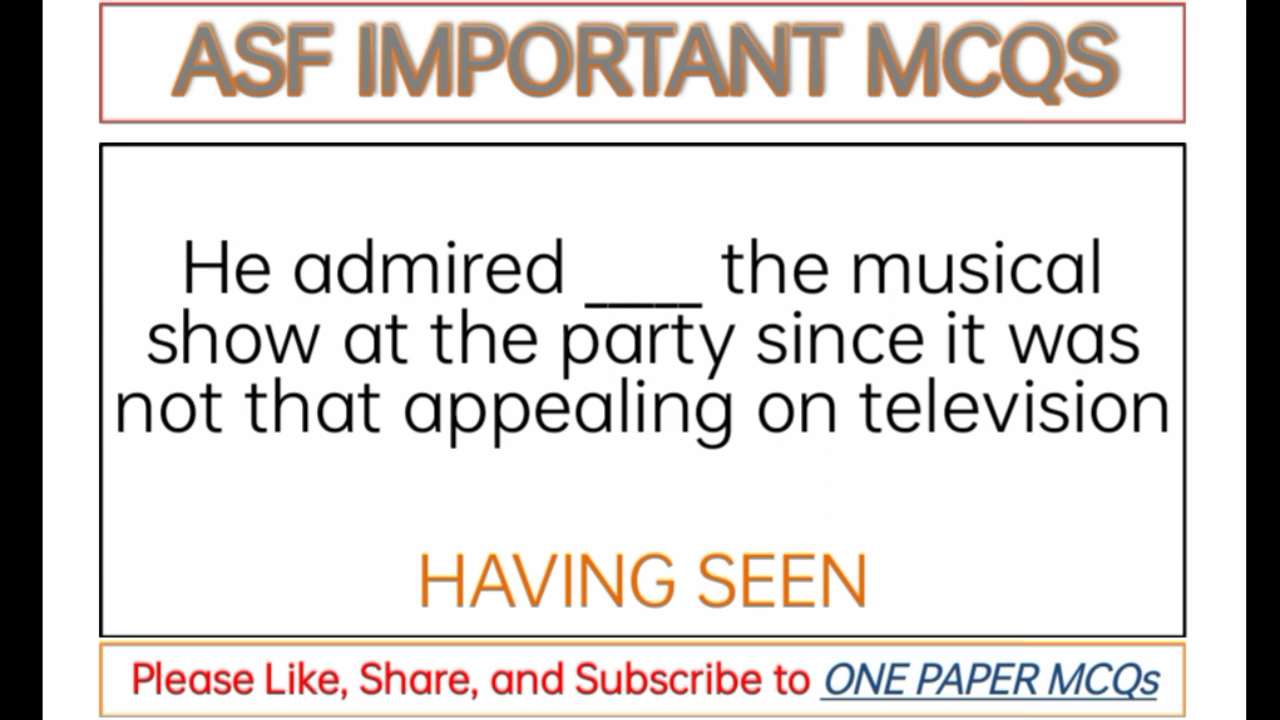 ASF IMPORTANT MCQS
He admired ____ the musical
show at the party since it was
not that appealing on television
HAVING SEEN
Please Like, Share, and Subscribe to ONE PAPER MCQs